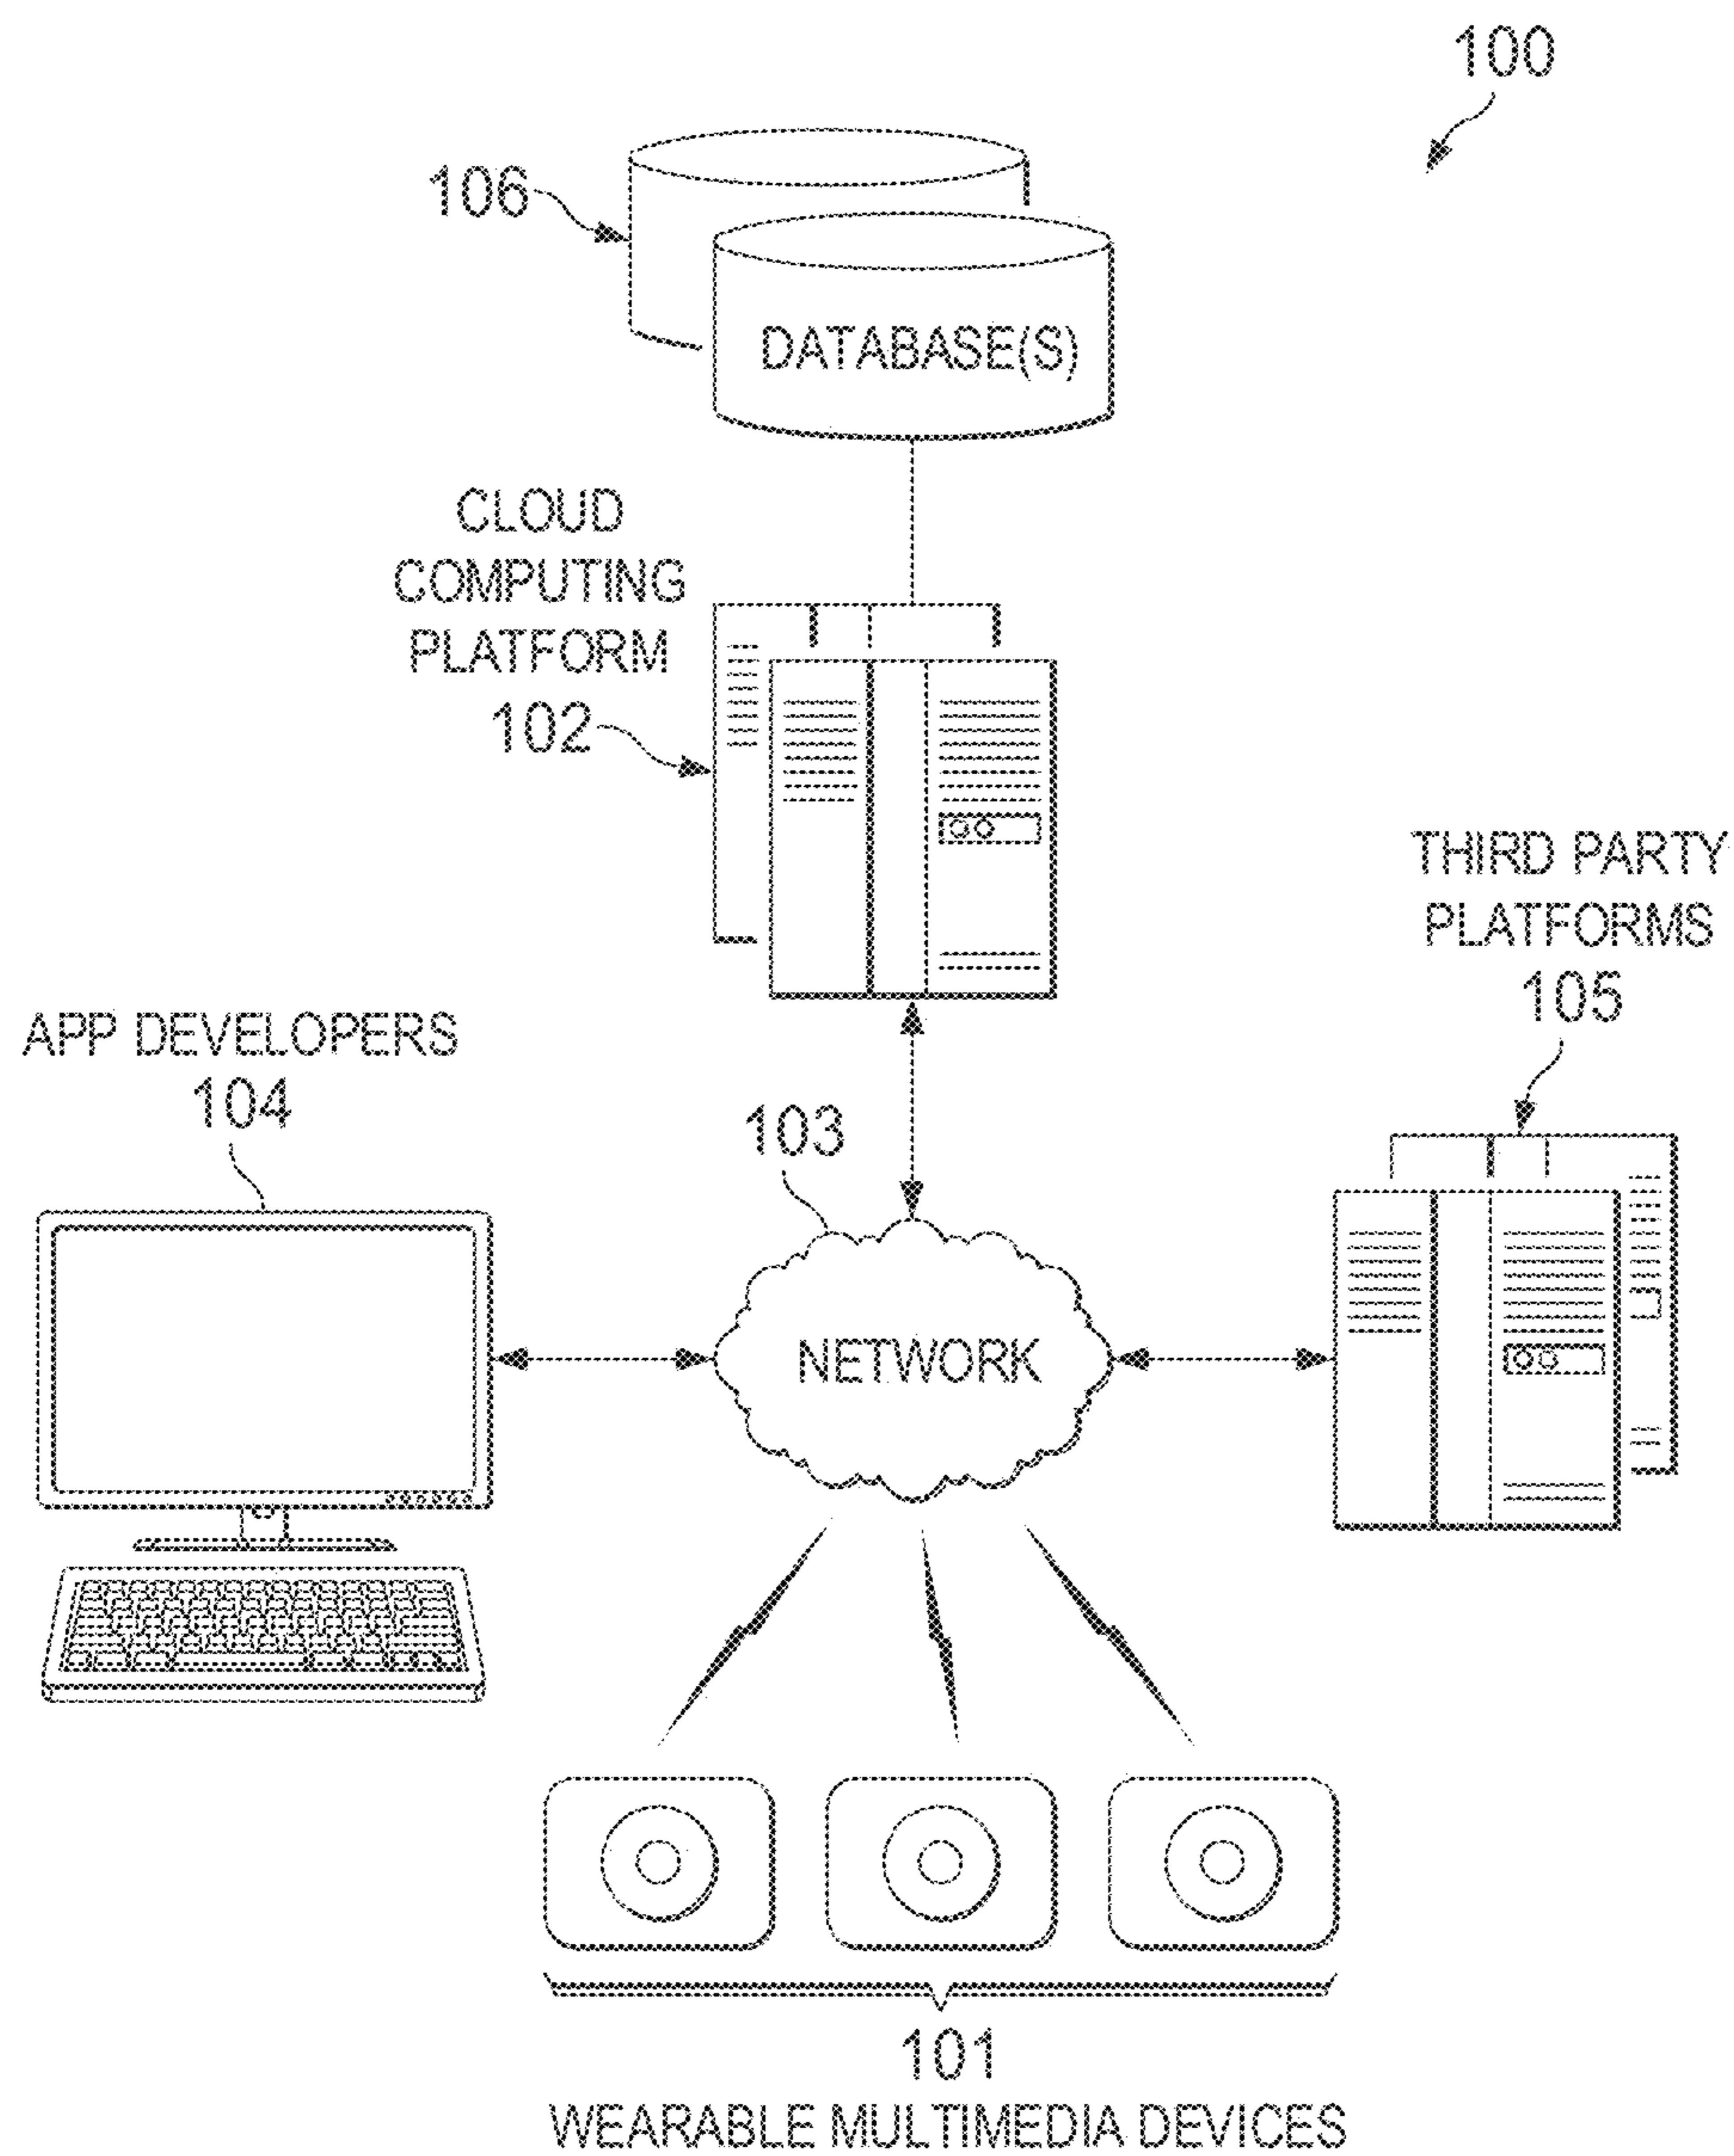 100
106
DATABASE(S)
CLOUD
COMPUTING
PLATFORM
102
THIRD PARTY
PLATFORMS
105
APP DEVELOPERS
104
103
NETWORK
101
WEARABLE MULTIMEDIA DEVICES